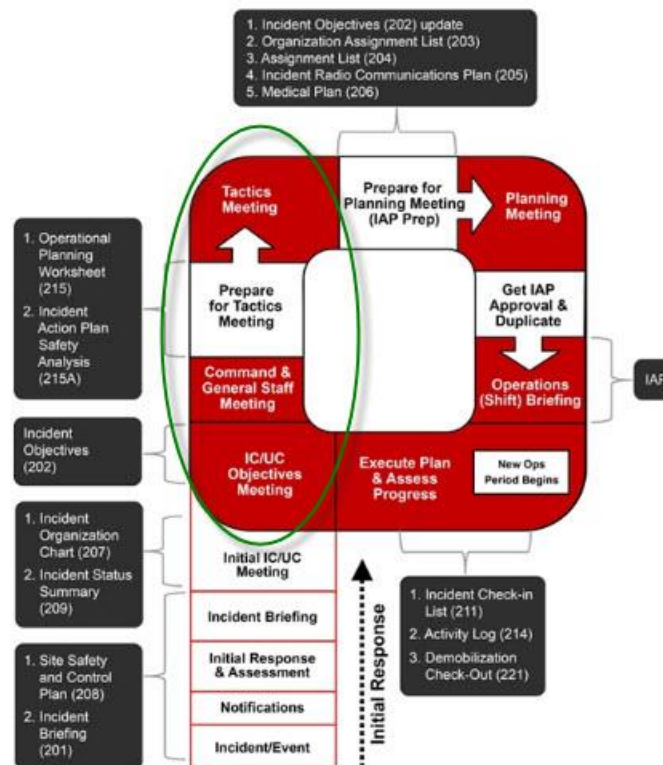 1. Incident Objectives (202) update
2. Organization Assignment List (203)
3. Assignment List (204)
4. Incident Radio Communications Plan (205)
5. Medical Plan (206)
Tactics
Meeting
Prepare for
Planning Meeting
(IAP Prep)
Planning
Meeting
1. Operational
Planning
Worksheet
(215)
2. Incident
Action Plan
Safety
Analysis
(215A)
Prepare
for Tactics
Meeting
Get IAP
Approval &
Duplicate
Command &
General Staff
Meeting
Operations
(Shift) Briefing
IAP
Incident
Objectives
(202)
IC/UC
Objectives
Meeting
Execute Plan
& Assess
Progress
New Ops
Period Begins
1. Incident
Organization
Chart (207)
2. Incident Status
Summary
(209)
Initial IC/UC
Meeting
Incident Briefing
Initial Response
& Assessment
Notifications
Incident/Event
Initial Response
1. Incident Check-in
List (211)
2. Activity Log (214)
3. Demobilization
Check-Out (221)
1. Site Safety
and Control
Plan (208)
2. Incident
Briefing
(201)